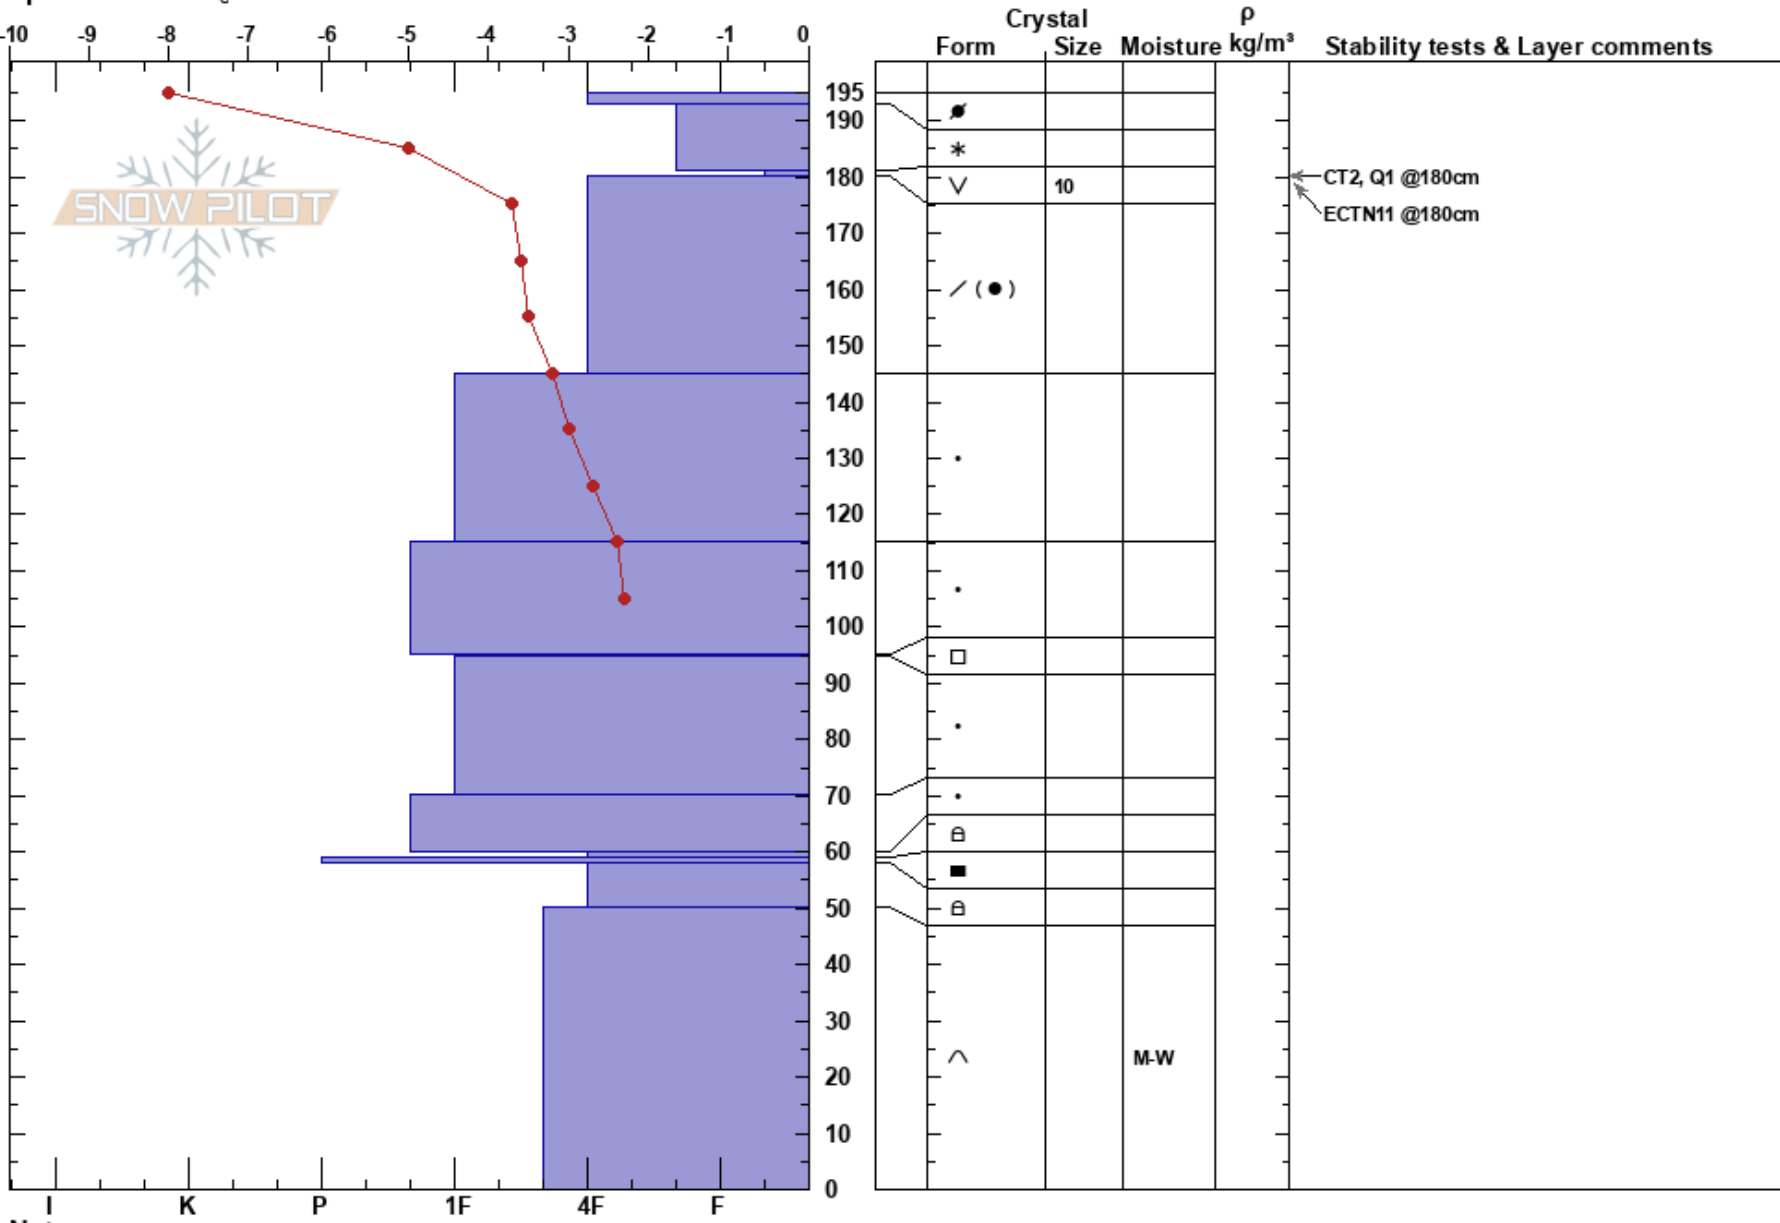 Crystal ρ
-10 -9 -8 -7 -6 -5 -4 -3 -2 -1 0
Form Size Moisture kg/m³ Stability tests & Layer comments
195
190
180
170
160
150
140
130
120
110
100
90
80
70
60
50
40
30
20
10
0
SNOW PILOT
10
CT2, Q1 @180cm
ECTN11 @180cm
( )
M-W
I K P 1F 4F F